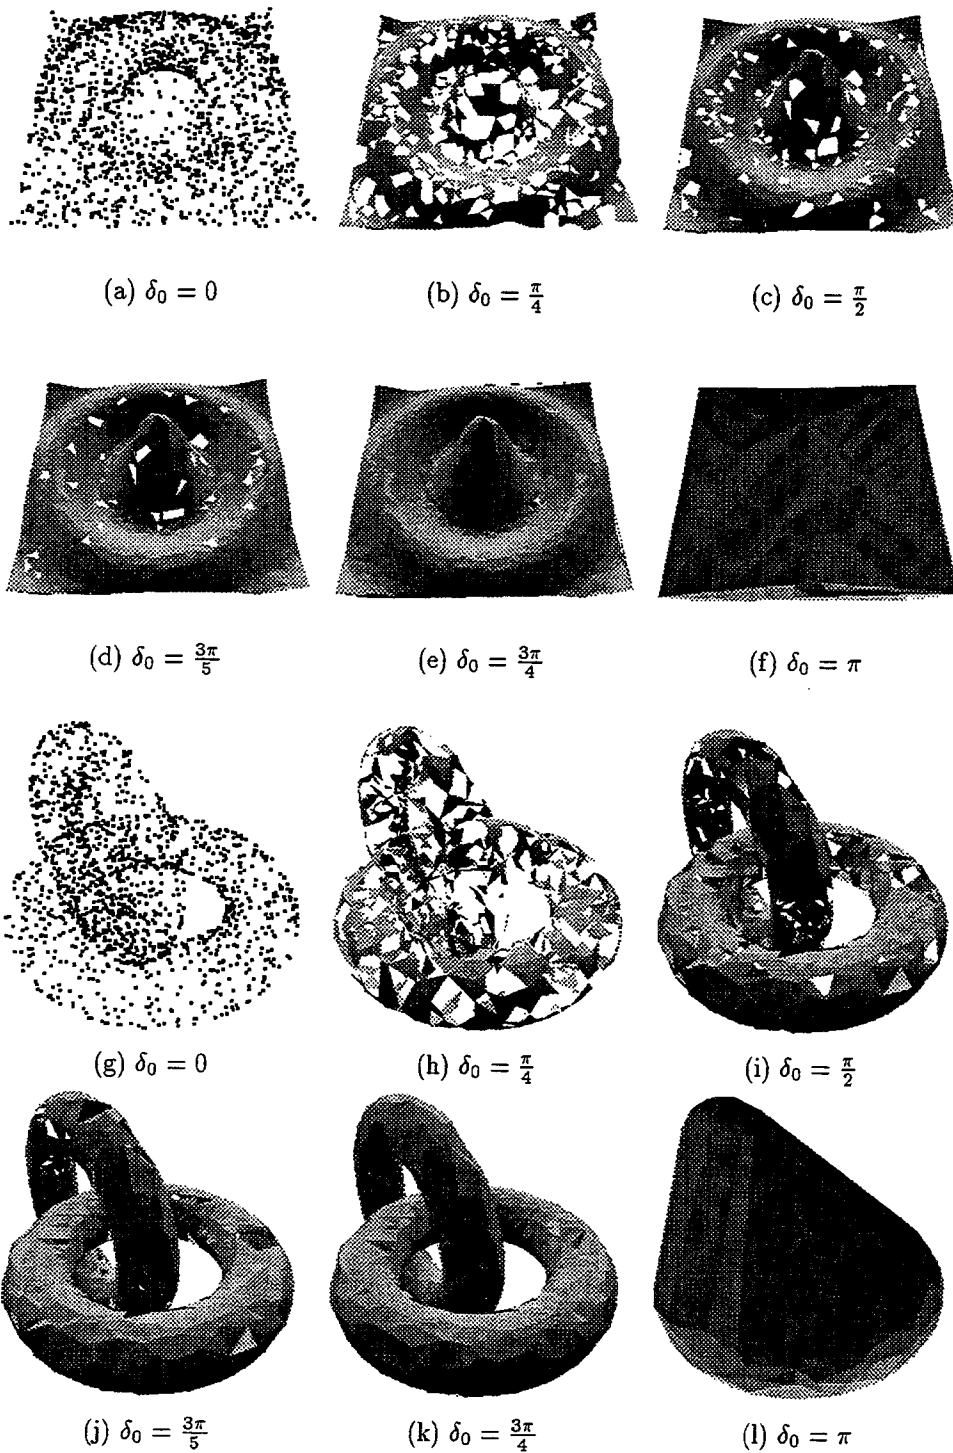 (a) δ₀ = 0
(b) δ₀ = π/4
(c) δ₀ = π/2
(d) δ₀ = 3π/5
(e) δ₀ = 3π/4
(f) δ₀ = π
(g) δ₀ = 0
(h) δ₀ = π/4
(i) δ₀ = π/2
(j) δ₀ = 3π/5
(k) δ₀ = 3π/4
(l) δ₀ = π